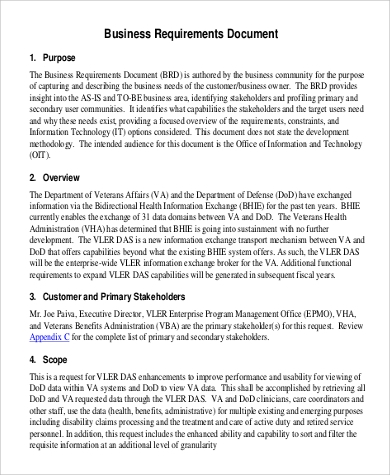 Business Requirements Document
1. Purpose
The Business Requirements Document (BRD) is authored by the business community for the purpose
of capturing and describing the business needs of the customer/business owner. The BRD provides
insight into the AS-IS and TO-BE business area, identifying stakeholders and profiling primary and
secondary user communities. It identifies what capabilities the stakeholders and the target users need
and why these needs exist, providing a focused overview of the requirements, constraints, and
Information Technology (IT) options considered. This document does not state the development
methodology. The intended audience for this document is the Office of Information and Technology
(OIT).
2. Overview
The Department of Veterans Affairs (VA) and the Department of Defense (DoD) have exchanged
information via the Bidirectional Health Information Exchange (BHIE) for the past ten years. BHIE
currently enables the exchange of 31 data domains between VA and DoD. The Veterans Health
Administration (VHA) has determined that BHIE is going into sustainment with no further
development. The VLER DAS is a new information exchange transport mechanism between VA and
DoD that offers capabilities beyond what the existing BHIE system offers. As such, the VLER DAS
will be the enterprise-wide VLER information exchange broker for the VA. Additional functional
requirements to expand VLER DAS capabilities will be generated in subsequent fiscal years.
3. Customer and Primary Stakeholders
Mr. Joe Paiva, Executive Director, VLER Enterprise Program Management Office (EPMO), VHA,
and Veterans Benefits Administration (VBA) are the primary stakeholder(s) for this request. Review
Appendix C for the complete list of primary and secondary stakeholders.
4. Scope
This is a request for VLER DAS enhancements to improve performance and usability for viewing of
DoD data within VA systems and DoD to view VA data. This shall be accomplished by retrieving all
DoD and VA requested data through the VLER DAS. VA and DoD clinicians, care coordinators and
other staff, use the data (health, benefits, administrative) for multiple existing and emerging purposes
including disability claims processing and the treatment and care of active duty and retired service
personnel. In addition, this request includes the enhanced ability and capability to sort and filter the
requisite information at an additional level of granularity